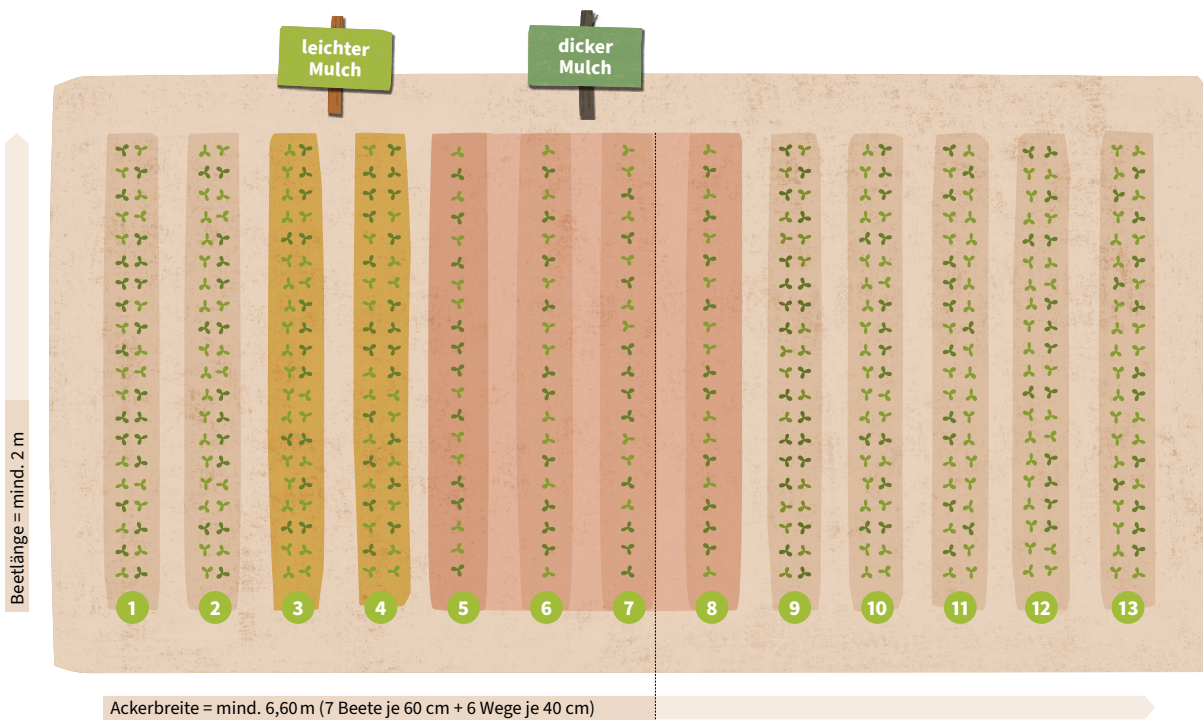 leichter
Mulch
dicker
Mulch
Beetlänge = mind. 2 m
1 2 3 4 5 6 7 8 9 10 11 12 13
Ackerbreite = mind. 6,60 m (7 Beete je 60 cm + 6 Wege je 40 cm)